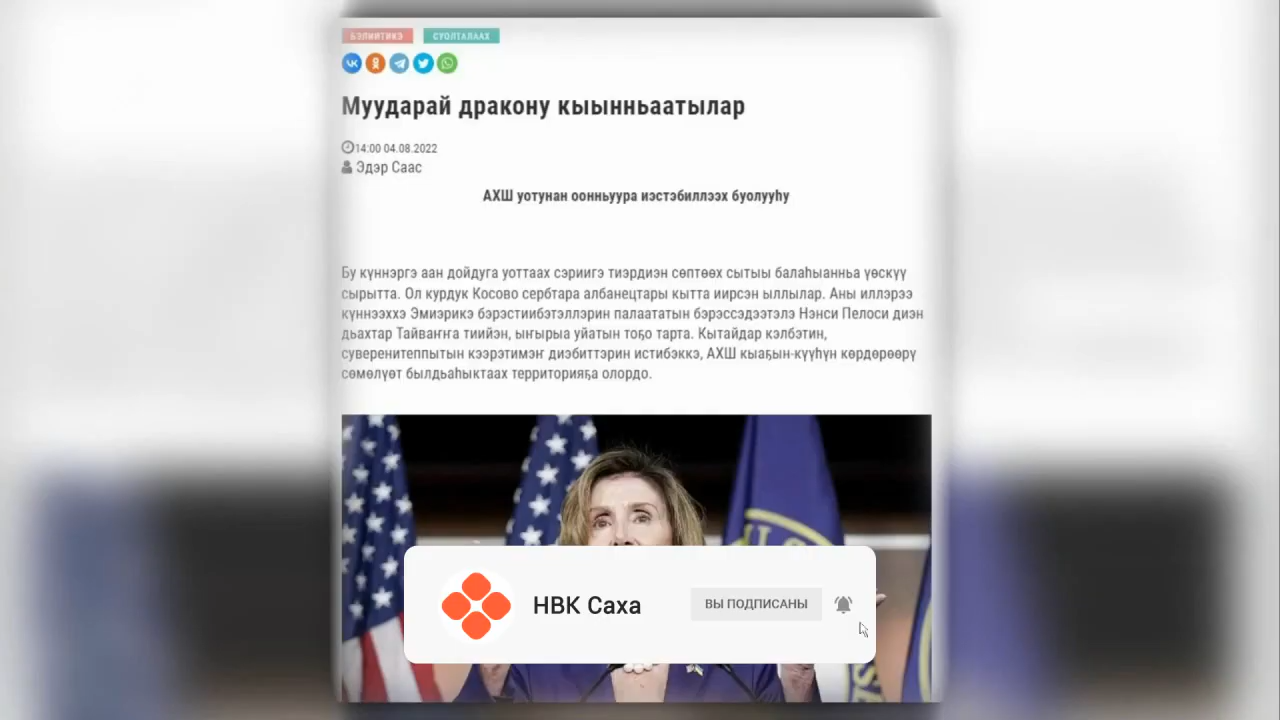 БЭЛИИТИКЭ СУОЛТАЛААХ
Муударай дракону кыынньаатылар
14:00 04.08.2022
Эдэр Саас
АХШ уотунан оонньуура иэстэбиллээх буолууһу
Бу күннэргэ аан дойдуга уоттаах сэриигэ тиэрдиэн сөптөөх сытыы балаһыанньа үөскүү
сырытта. Ол курдук Косово сербтара албанецтары кытта иирсэн ыллылар. Аны иллэрээ
күннээххэ Эмиэрикэ бэрэстиибэтэллэрин палаататын бэрэссэдээтэлэ Нэнси Пелоси диэн
дьахтар Тайваҥҥа тиийэн, ыҥырыа уйатын тоҕо тарта. Кытайдар кэлбэтин,
суверенитеппытын кээрэтимэҥ диэбиттэрин истибэккэ, АХШ кыаҕын-күүһүн көрдөрөөрү
сөмөлүөт былдьаһыктаах территорияҕа олордо.
НВК Саха
ВЫ ПОДПИСАНЫ